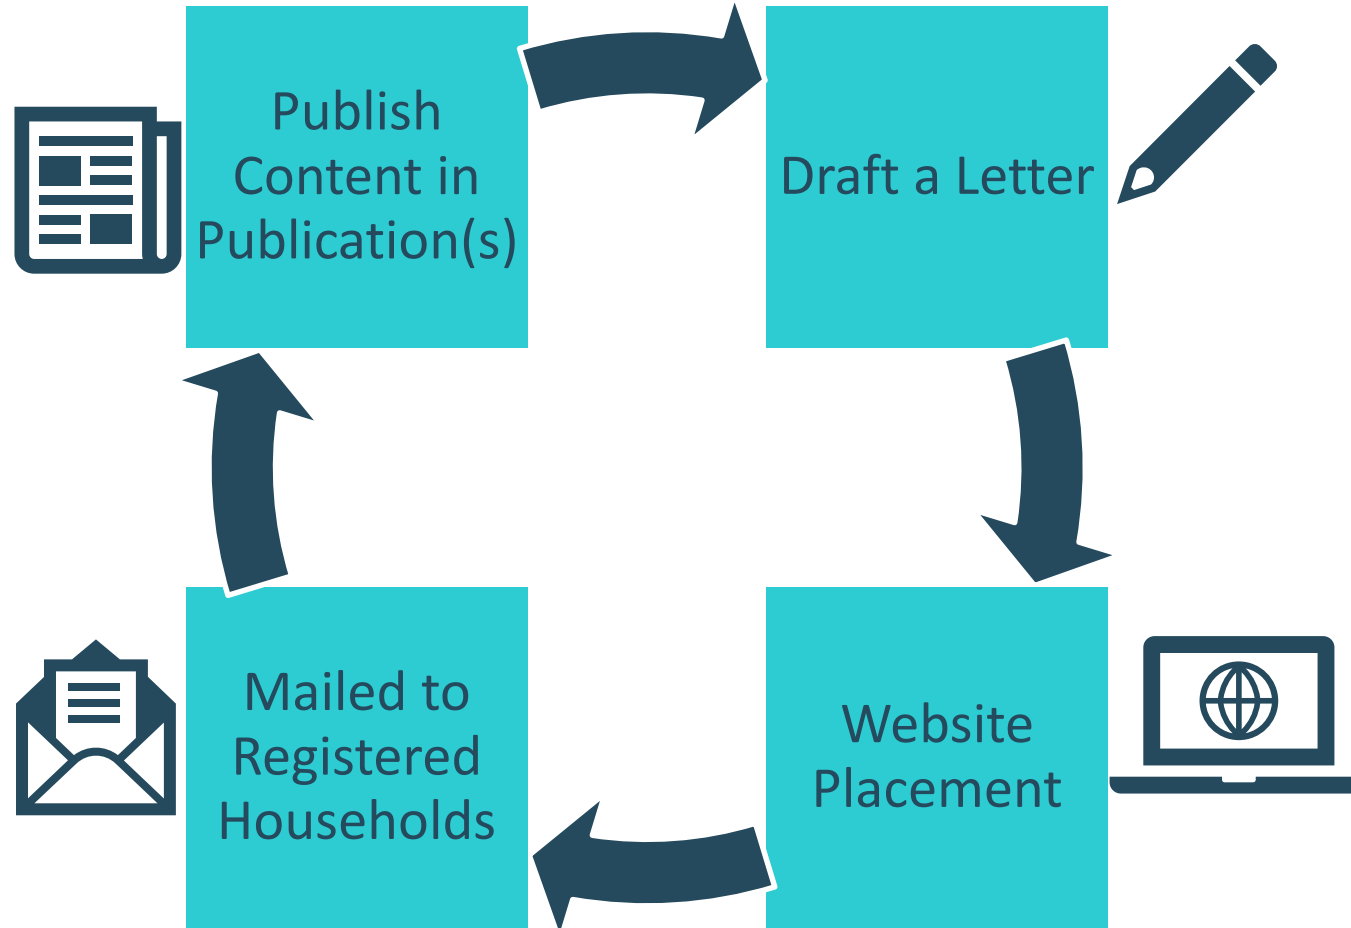 Publish
Content in
Publication(s)
Draft a Letter
Mailed to
Registered
Households
Website
Placement